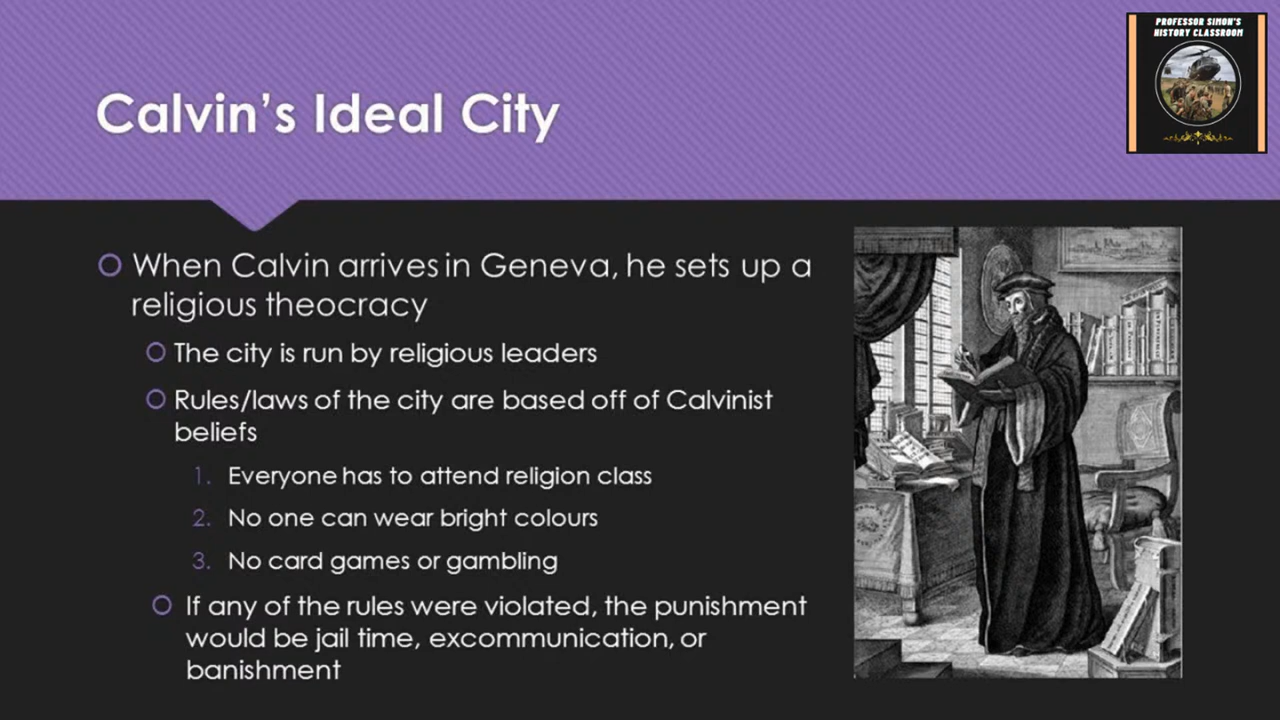 PROFESSOR SIMON'S
HISTORY CLASSROOM
Calvin's Ideal City
When Calvin arrives in Geneva, he sets up a
religious theocracy
The city is run by religious leaders
Rules/laws of the city are based off of Calvinist
beliefs
1. Everyone has to attend religion class
2. No one can wear bright colours
3. No card games or gambling
If any of the rules were violated, the punishment
would be jail time, excommunication, or
banishment